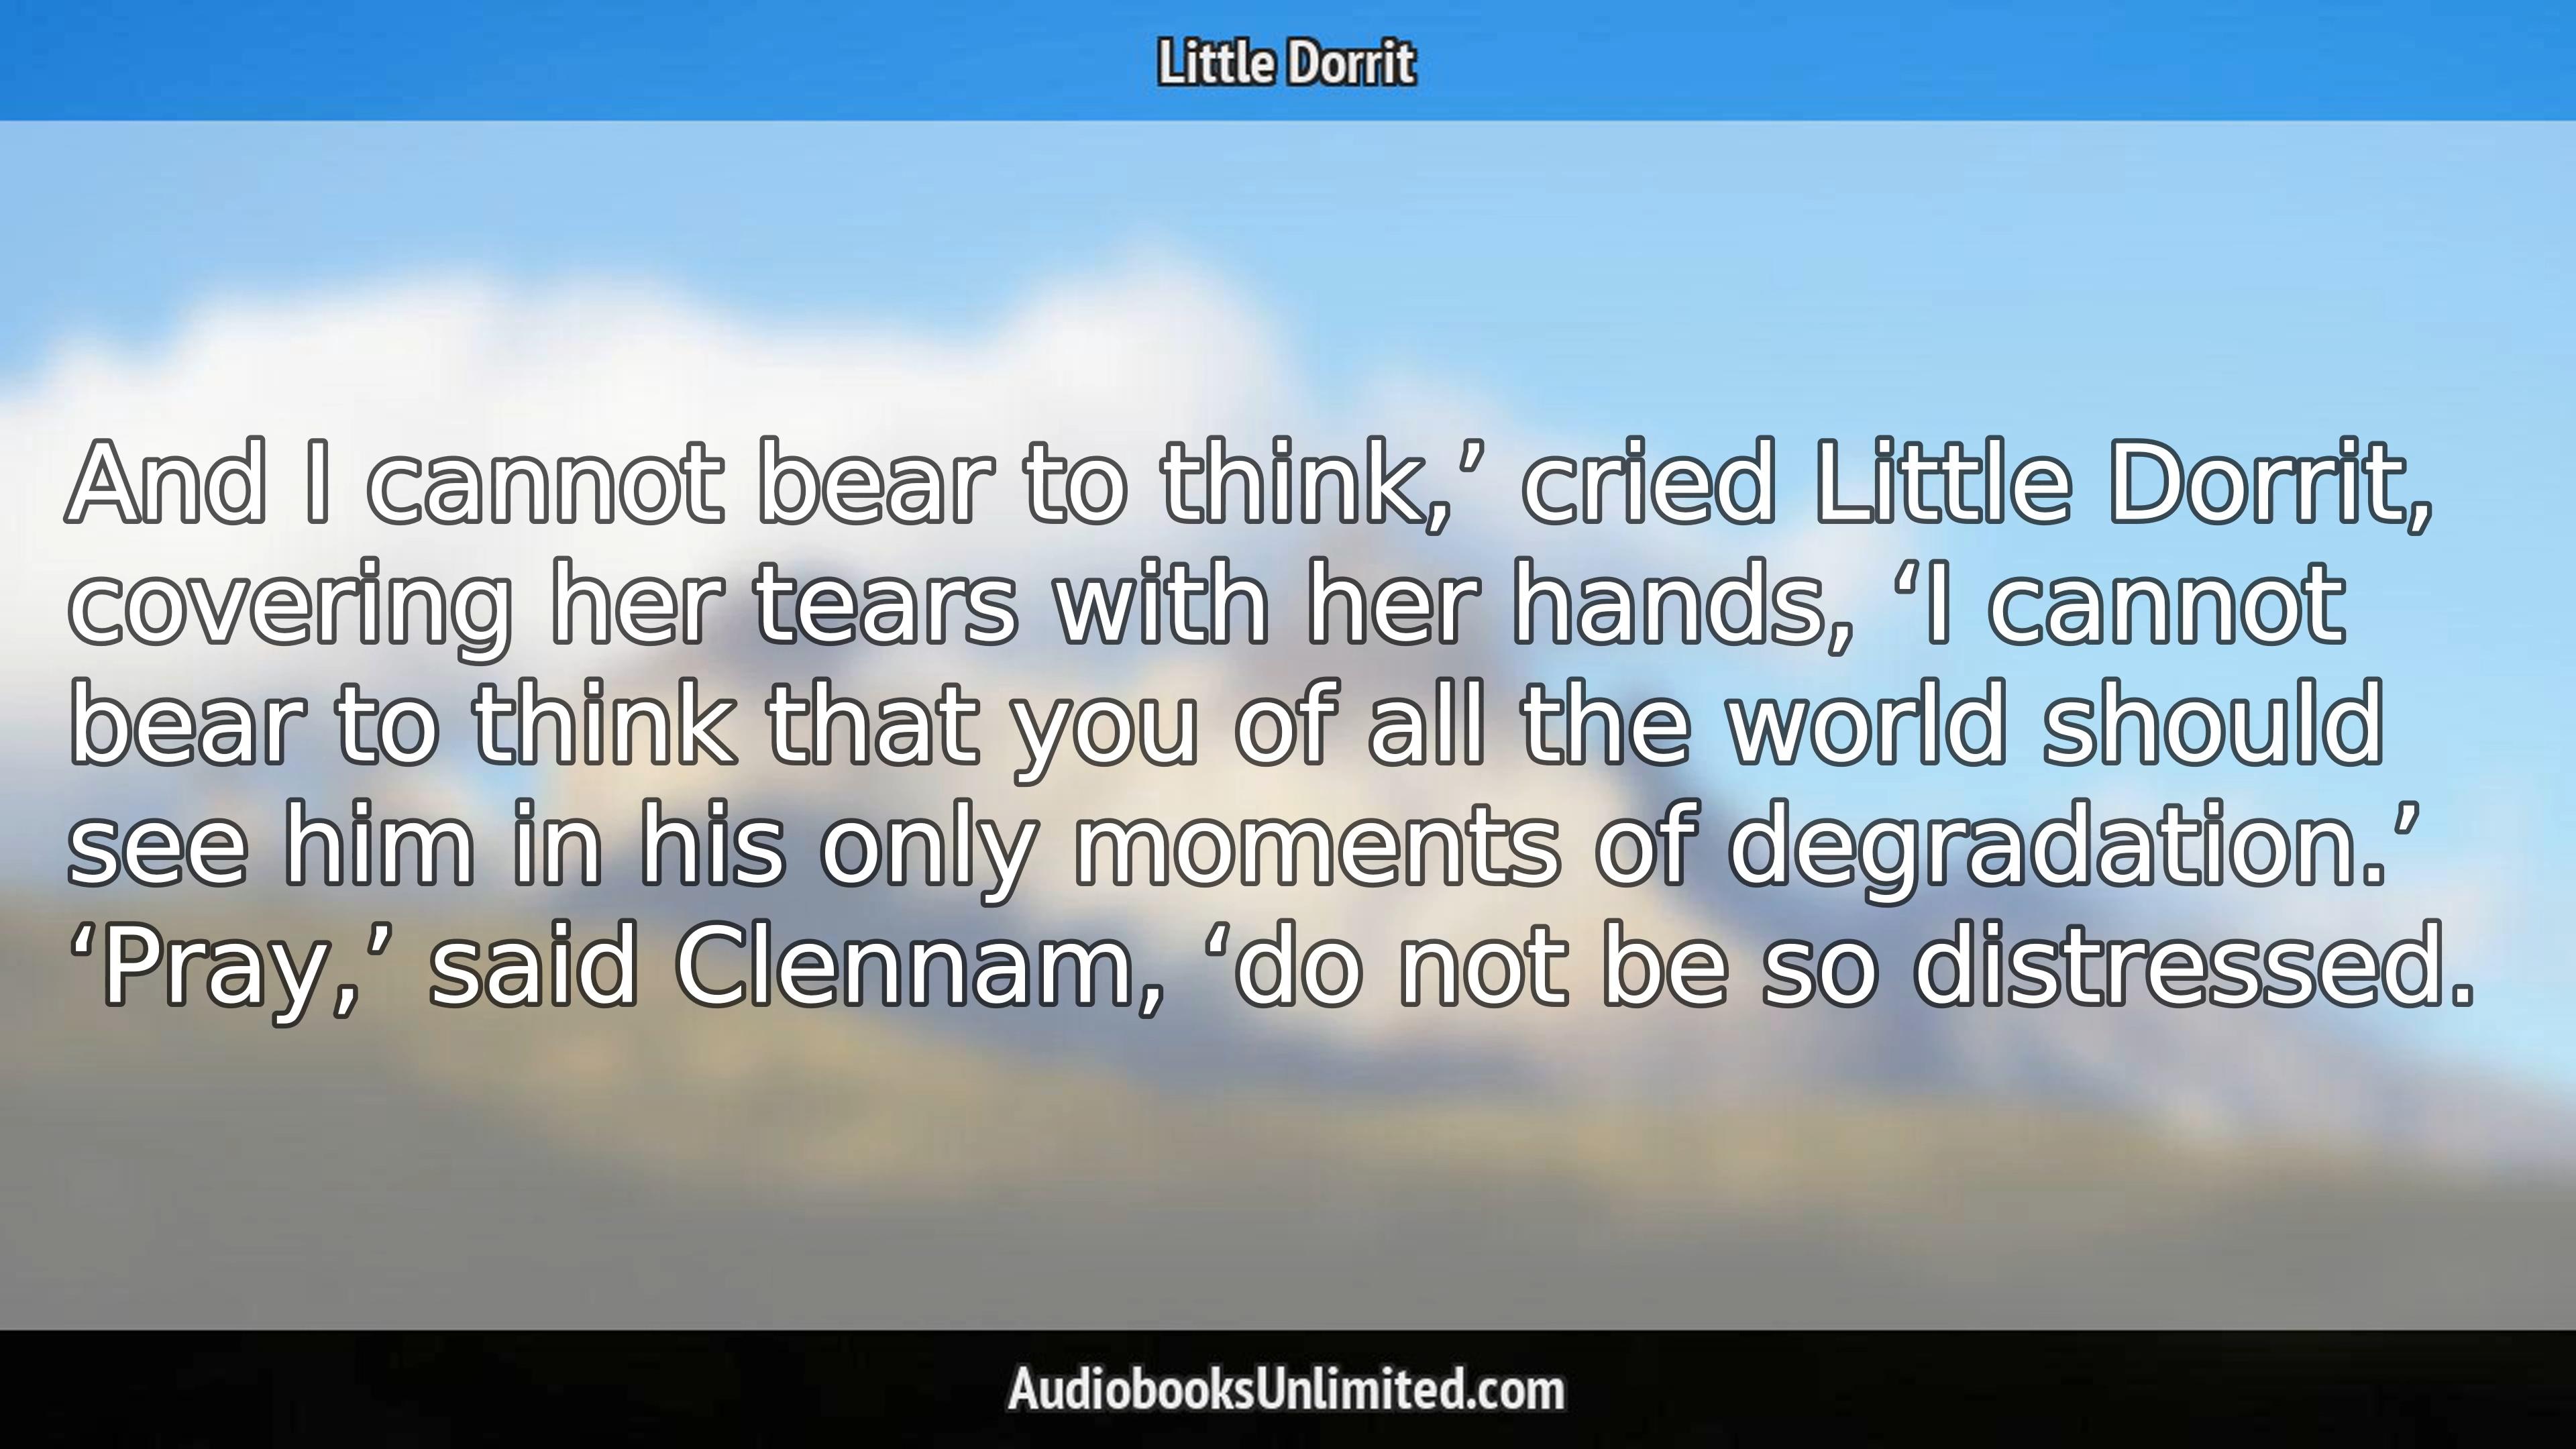 Little Dorrit
And I cannot bear to think,’ cried Little Dorrit,
covering her tears with her hands, ‘I cannot
bear to think that you of all the world should
see him in his only moments of degradation.’
‘Pray,’ said Clennam, ‘do not be so distressed.
AudiobooksUnlimited.com